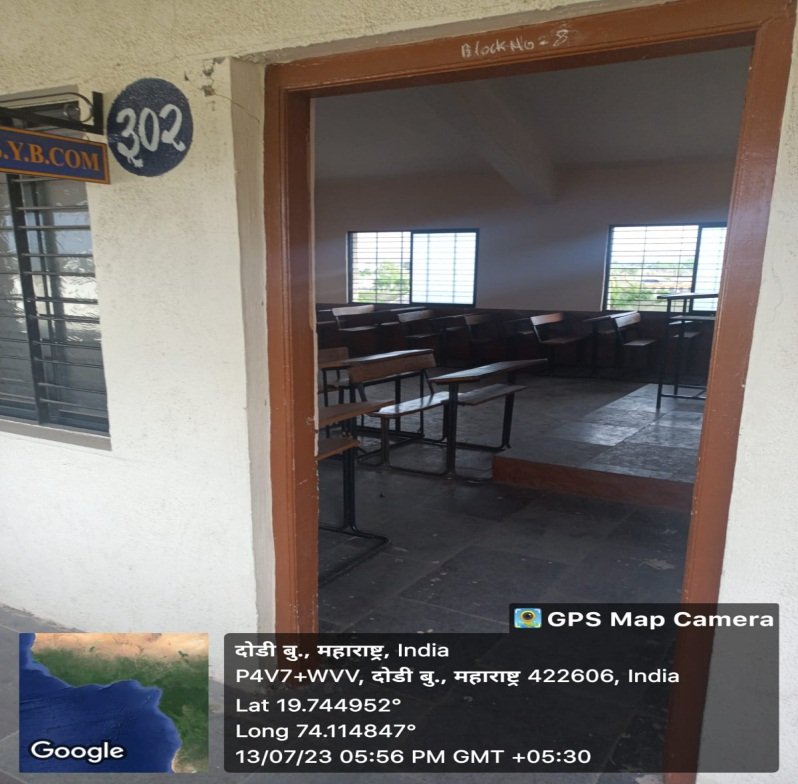 Block No - 8
302
.Y.B.COM
GPS Map Camera
दोडी बु., महाराष्ट्र, India
P4V7+WVV, दोडी बु., महाराष्ट्र 422606, India
Lat 19.744952°
Long 74.114847°
13/07/23 05:56 PM GMT +05:30
Google